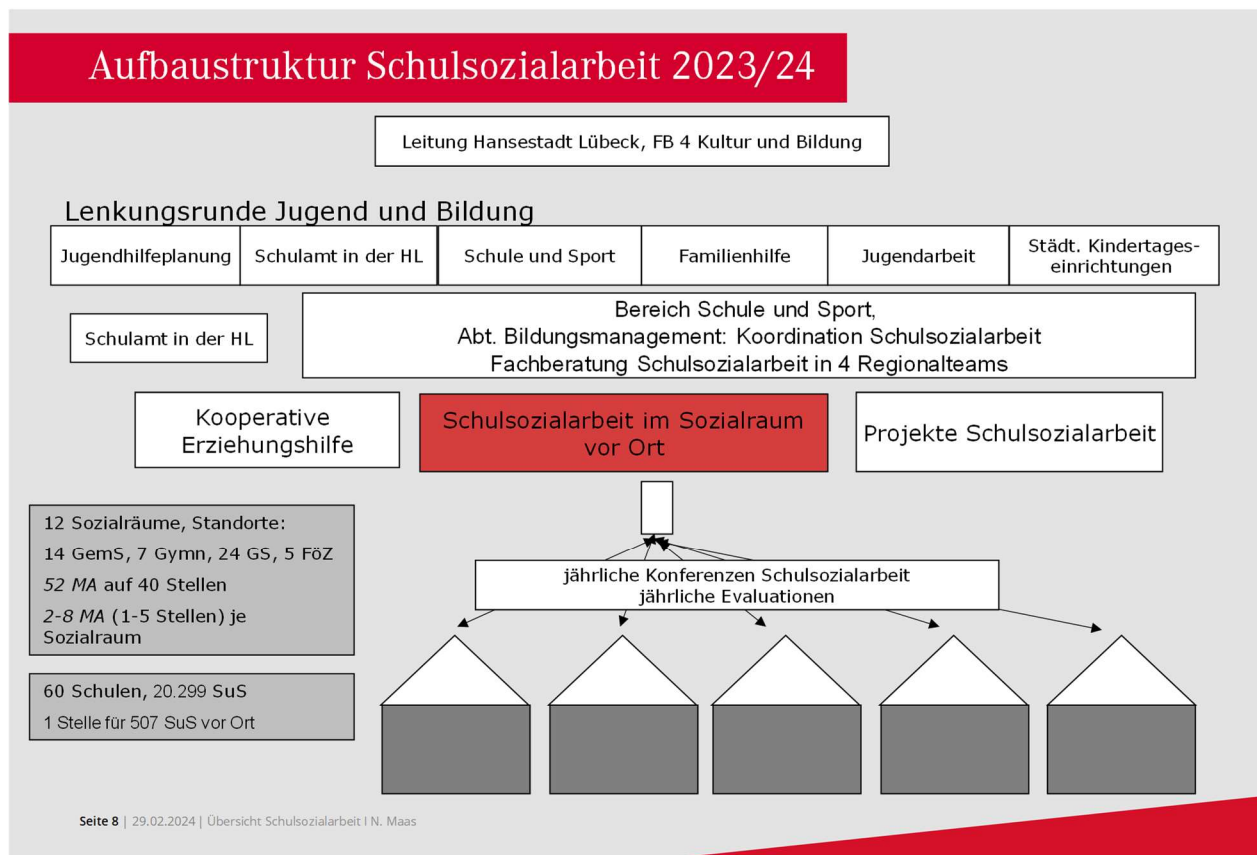 Aufbaustruktur Schulsozialarbeit 2023/24
Leitung Hansestadt Lübeck, FB 4 Kultur und Bildung
Lenkungsrunde Jugend und Bildung
Jugendhilfeplanung
Schulamt in der HL
Schule und Sport
Familienhilfe
Jugendarbeit
Städt. Kindertages-
einrichtungen
Schulamt in der HL
Bereich Schule und Sport,
Abt. Bildungsmanagement: Koordination Schulsozialarbeit
Fachberatung Schulsozialarbeit in 4 Regionalteams
Kooperative
Erziehungshilfe
Schulsozialarbeit im Sozialraum
vor Ort
Projekte Schulsozialarbeit
12 Sozialräume, Standorte:
14 GemS, 7 Gymn, 24 GS, 5 FöZ
52 MA auf 40 Stellen
2-8 MA (1-5 Stellen) je
Sozialraum
60 Schulen, 20.299 SuS
1 Stelle für 507 SuS vor Ort
jährliche Konferenzen Schulsozialarbeit
jährliche Evaluationen
Seite 8 | 29.02.2024 | Übersicht Schulsozialarbeit I N. Maas